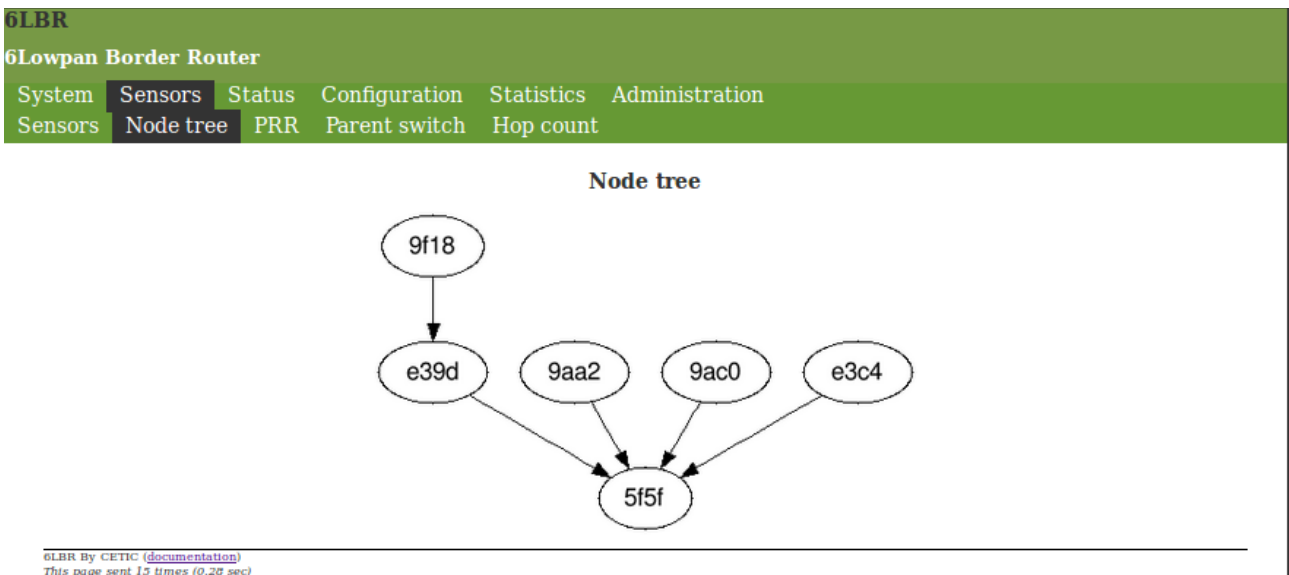 6LBR
6Lowpan Border Router
System Sensors Status Configuration Statistics Administration
Sensors Node tree PRR Parent switch Hop count
Node tree
9f18
e39d 9aa2 9ac0 e3c4
5f5f
6LBR By CETIC (documentation)
This page sent 15 times (0.28 sec)